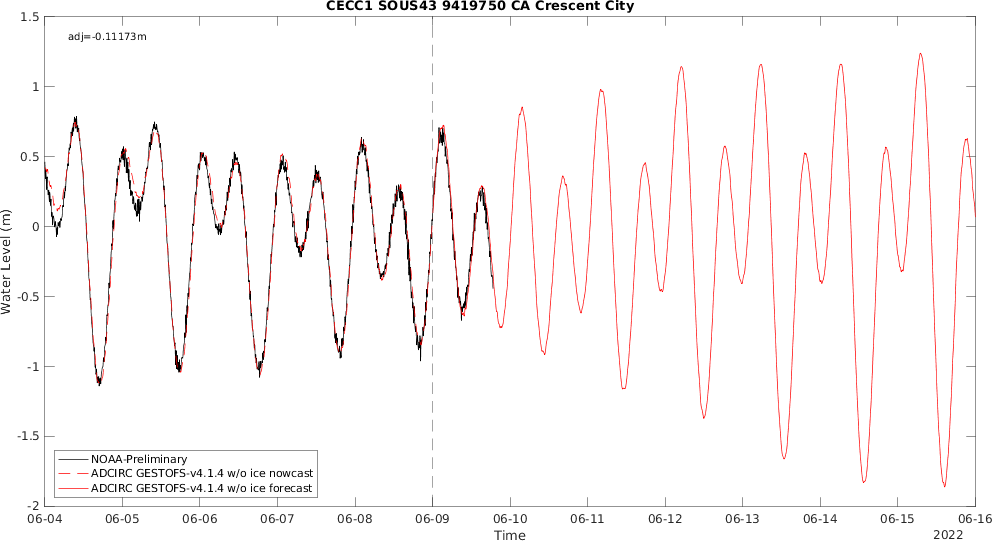 CECC1 SOUS43 9419750 CA Crescent City
adj=-0.11173m
1.5
1
0.5
0
-0.5
-1
-1.5
-2
Water Level (m)
NOAA-Preliminary
ADCIRC GESTOFS-v4.1.4 w/o ice nowcast
ADCIRC GESTOFS-v4.1.4 w/o ice forecast
06-04 06-05 06-06 06-07 06-08 06-09 06-10 06-11 06-12 06-13 06-14 06-15 06-16
Time
2022